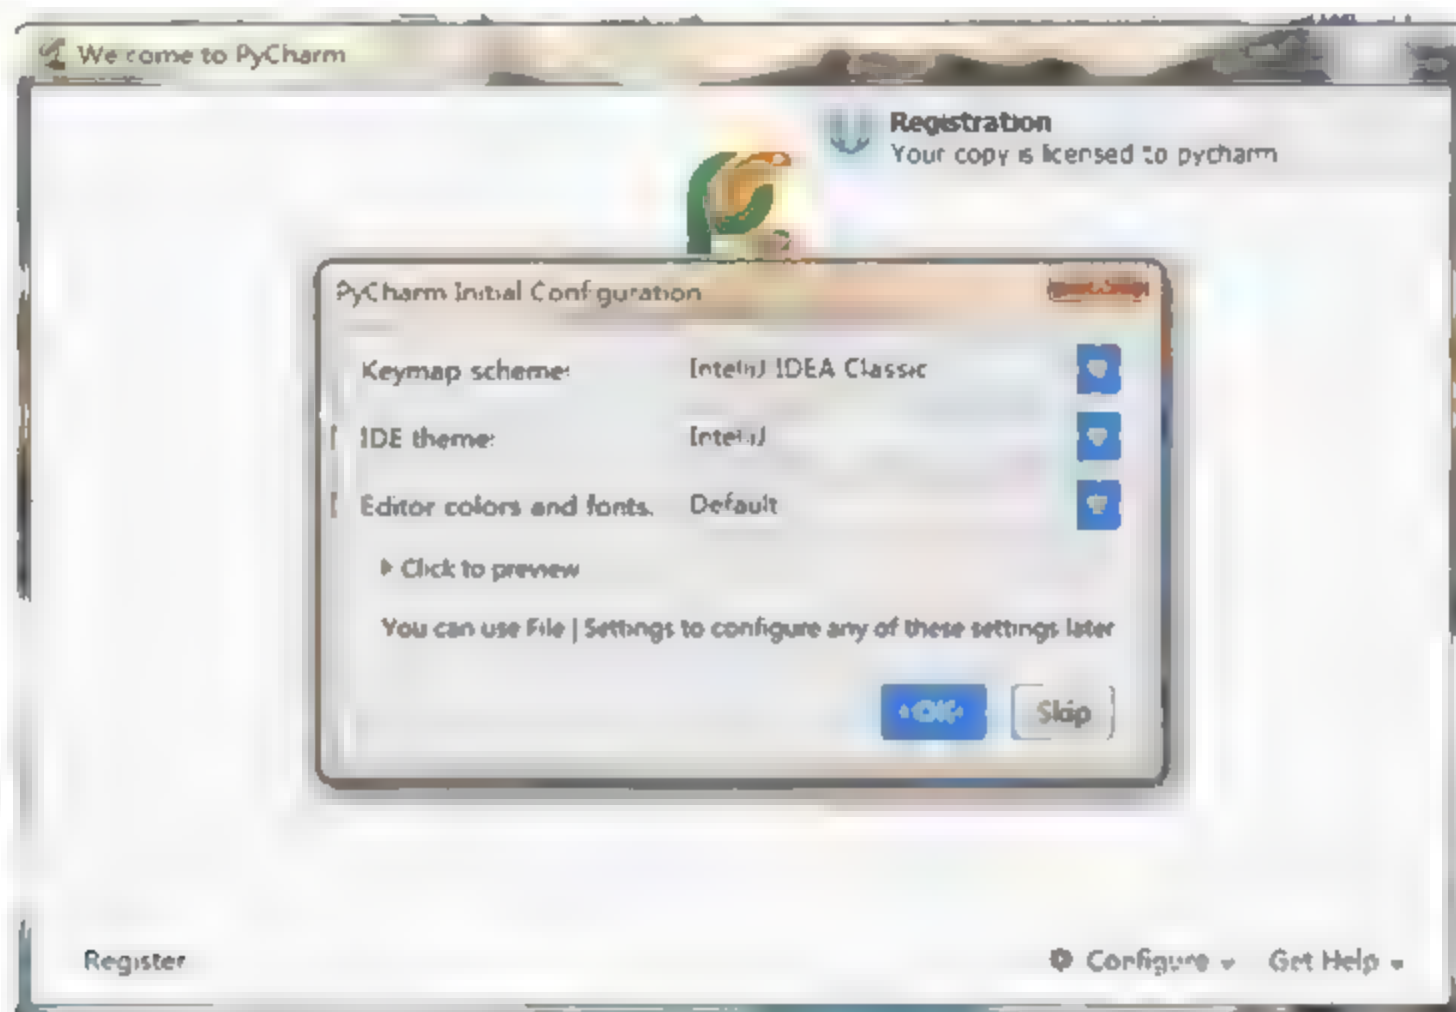 Welcome to PyCharm
Registration
Your copy is licensed to pycharm
PyCharm Initial Configuration
Keymap scheme: IntelliJ IDEA Classic
IDE theme: IntelliJ
Editor colors and fonts: Default
Click to preview
You can use File | Settings to configure any of these settings later
OK Skip
Register Configure Get Help